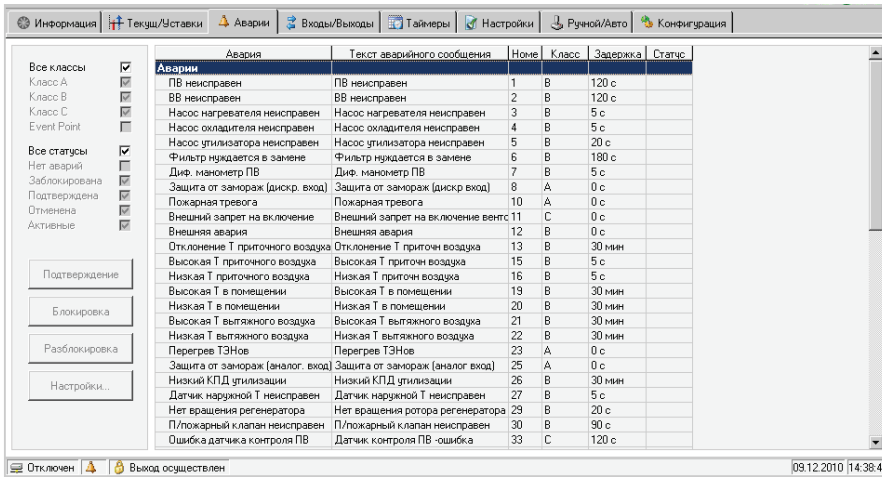 Информация Текущ/Уставки Аварии Входы/Выходы Таймеры Настройки Ручной/Авто Конфигурация
Все классы
Класс A
Класс B
Класс C
Event Point
Все статусы
Нет аварий
Заблокирована
Подтверждена
Отменена
Активные
Подтверждение
Блокировка
Разблокировка
Настройки...
Авария Текст аварийного сообщения Номе Класс Задержка Статус
Аварии
ПВ неисправен ПВ неисправен 1 B 120 с
ВВ неисправен ВВ неисправен 2 B 120 с
Насос нагревателя неисправен Насос нагревателя неисправен 3 B 5 с
Насос охладителя неисправен Насос охладителя неисправен 4 B 5 с
Насос утилизатора неисправен Насос утилизатора неисправен 5 B 20 с
Фильтр нуждается в замене Фильтр нуждается в замене 6 B 180 с
Диф. манометр ПВ Диф. манометр ПВ 7 B 5 с
Защита от замораж (дискр. вход) Защита от замораж (дискр вход) 8 A 0 с
Пожарная тревога Пожарная тревога 10 A 0 с
Внешний запрет на включение Внешний запрет на включение вентс 11 C 0 с
Внешняя авария Внешняя авария 12 B 0 с
Отклонение Т приточного воздуха Отклонение Т приточн воздуха 13 B 30 мин
Высокая Т приточного воздуха Высокая Т приточн воздуха 15 B 5 с
Низкая Т приточного воздуха Низкая Т приточн воздуха 16 B 5 с
Высокая Т в помещении Высокая Т в помещении 19 B 30 мин
Низкая Т в помещении Низкая Т в помещении 20 B 30 мин
Высокая Т вытяжного воздуха Высокая Т вытяжного воздуха 21 B 30 мин
Низкая Т вытяжного воздуха Низкая Т вытяжного воздуха 22 B 30 мин
Перегрев ТЭНов Перегрев ТЭНов 23 A 0 с
Защита от замораж (аналог. вход) Защита от замораж (аналог вход) 25 A 0 с
Низкий КПД утилизации Низкий КПД утилизации 26 B 30 мин
Датчик наружной Т неисправен Датчик наружной Т неисправен 27 B 5 с
Нет вращения регенератора Нет вращения ротора регенератора 29 B 20 с
П/пожарный клапан неисправен П/пожарный клапан неисправен 30 B 90 с
Ошибка датчика контроля ПВ Датчик контроля ПВ -ошибка 33 C 120 с
Отключен Выход осуществлен 09.12.2010 14:38:4